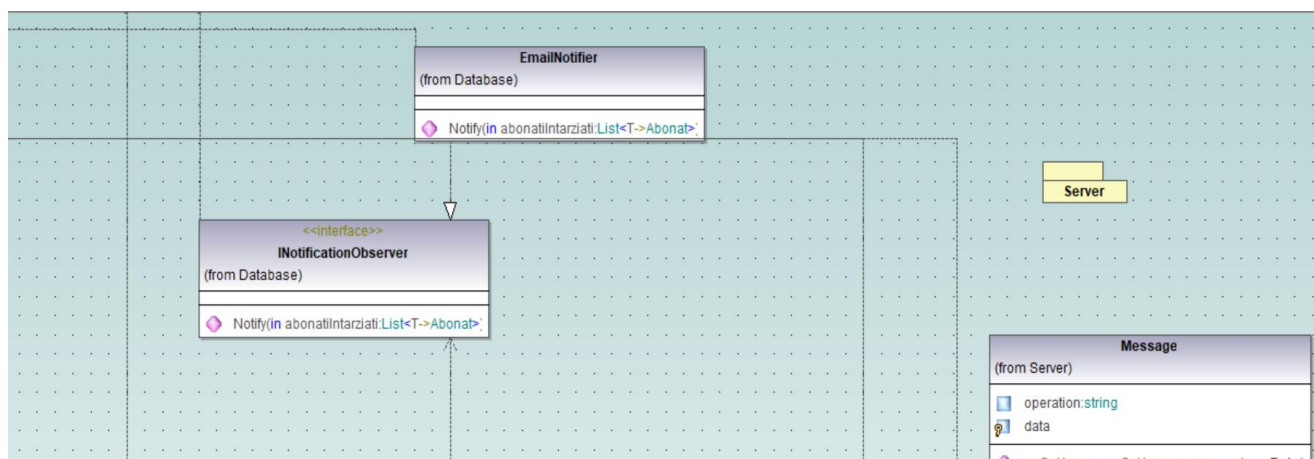 EmailNotifier
(from Database)
Notify(in abonatiIntarziati:List<T->Abonat>)
Server
<<interface>>
INotificationObserver
(from Database)
Notify(in abonatiIntarziati:List<T->Abonat>)
Message
(from Server)
operation:string
data